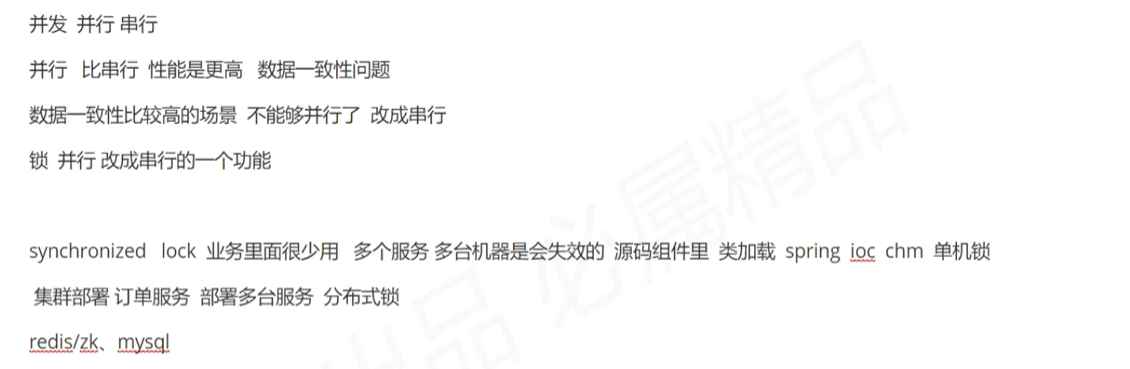 并发 并行 串行
并行 比串行 性能是更高 数据一致性问题
数据一致性比较高的场景 不能够并行了 改成串行
锁 并行 改成串行的一个功能
synchronized lock 业务里面很少用 多个服务 多台机器是会失效的 源码组件里 类加载 spring ioc chm 单机锁
集群部署 订单服务 部署多台服务 分布式锁
redis/zk、mysql
出品 必属精品